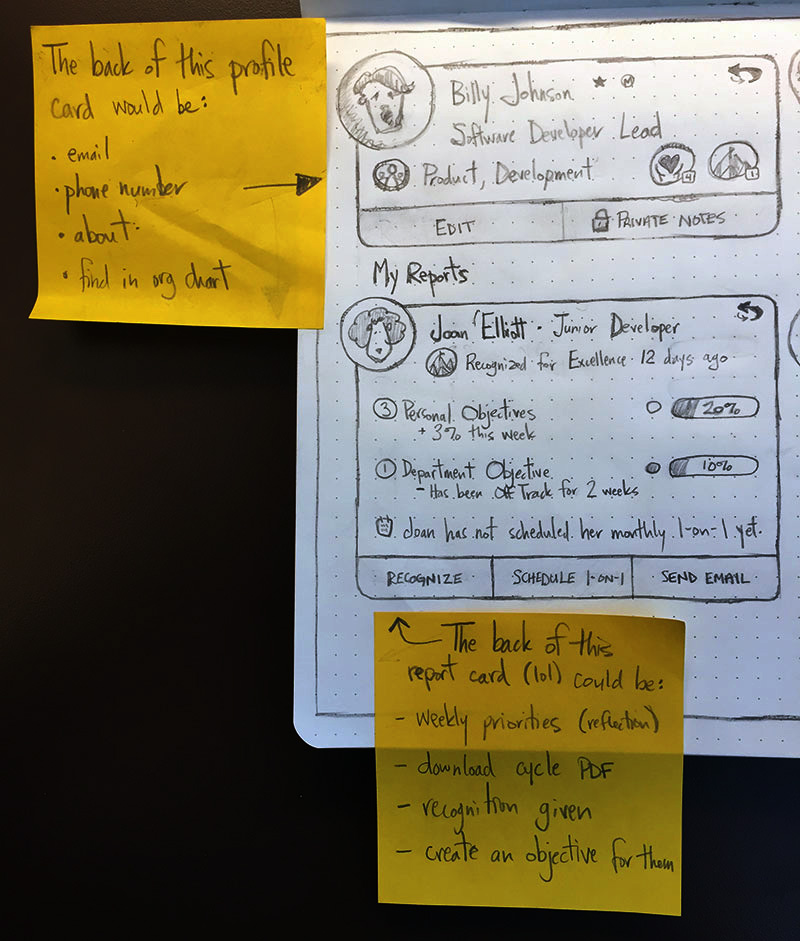 The back of this profile
card would be:
• email
• phone number
• about
• find in org chart
Billy Johnson
Software Developer Lead
Product, Development
4
1
EDIT
PRIVATE NOTES
My Reports
Joan Elliott - Junior Developer
Recognized for Excellence 12 days ago
3 Personal Objectives
20%
+ 3% this week
1 Department Objective
10%
- Has been Off Track for 2 weeks
Joan has not scheduled her monthly 1-on-1 yet.
RECOGNIZE
SCHEDULE 1-ON-1
SEND EMAIL
The back of this
report card (lol) could be:
- weekly priorities (reflection)
- download cycle PDF
- recognition given
- create an objective for them